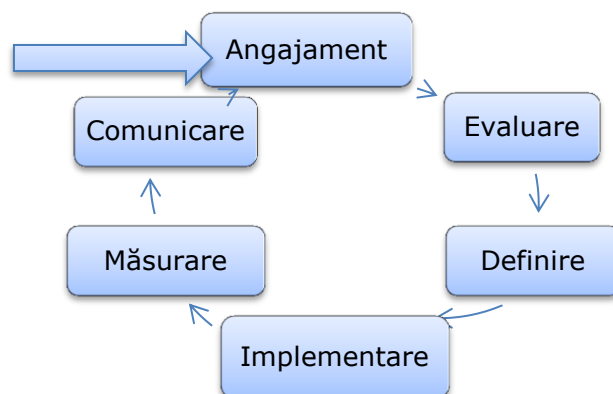 Angajament
Evaluare
Definire
Implementare
Măsurare
Comunicare